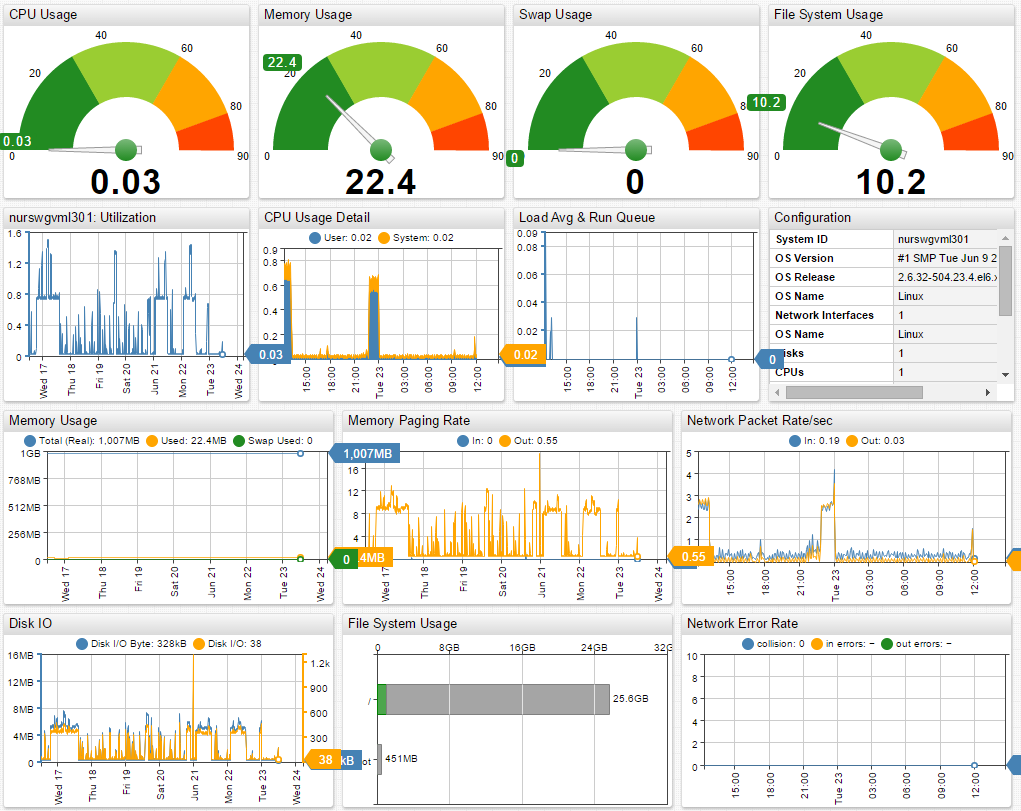 CPU Usage
Memory Usage
Swap Usage
File System Usage
0 20 40 60 80 90
0.03
0.03
0 20 40 60 80 90
22.4
22.4
0 20 40 60 80 90
0
0
0 20 40 60 80 90
10.2
10.2
nurswgvml301: Utilization
1.6
1.2
0.8
0.4
0
Wed 17 Thu 18 Fri 19 Sat 20 Jun 21 Mon 22 Tue 23 Wed 24
0.03
CPU Usage Detail
User: 0.02 System: 0.02
0.9
0.8
0.6
0.4
0.2
0
15:00 18:00 21:00 Tue 23 03:00 06:00 09:00 12:00
0.02
Load Avg & Run Queue
0.09
0.08
0.06
0.04
0.02
15:00 18:00 21:00 Tue 23 03:00 06:00 09:00 12:00
0
Configuration
System ID nurswgvml301
OS Version #1 SMP Tue Jun 9 2
OS Release 2.6.32-504.23.4.el6.x
OS Name Linux
Network Interfaces 1
OS Name Linux
isks 1
CPUs 1
Memory Usage
Total (Real): 1,007MB Used: 22.4MB Swap Used: 0
1GB
768MB
512MB
256MB
0
Wed 17 Thu 18 Fri 19 Sat 20 Jun 21 Mon 22 Tue 23 Wed 24
1,007MB
0
4MB
Memory Paging Rate
In: 0 Out: 0.55
16
12
8
4
0
Wed 17 Thu 18 Fri 19 Sat 20 Jun 21 Mon 22 Tue 23 Wed 24
0.55
Network Packet Rate/sec
In: 0.19 Out: 0.03
5
4
3
2
1
15:00 18:00 21:00 Tue 23 03:00 06:00 09:00 12:00
Disk IO
Disk I/O Byte: 328kB Disk I/O: 38
16MB
12MB
8MB
4MB
0
1.2k
900
600
300
Wed 17 Thu 18 Fri 19 Sat 20 Jun 21 Mon 22 Tue 23 Wed 24
38
kB
File System Usage
0 8GB 16GB 24GB 32G
/
25.6GB
ot
451MB
Network Error Rate
collision: 0 in errors: – out errors: –
10
8
6
4
2
0
15:00 18:00 21:00 Tue 23 03:00 06:00 09:00 12:00